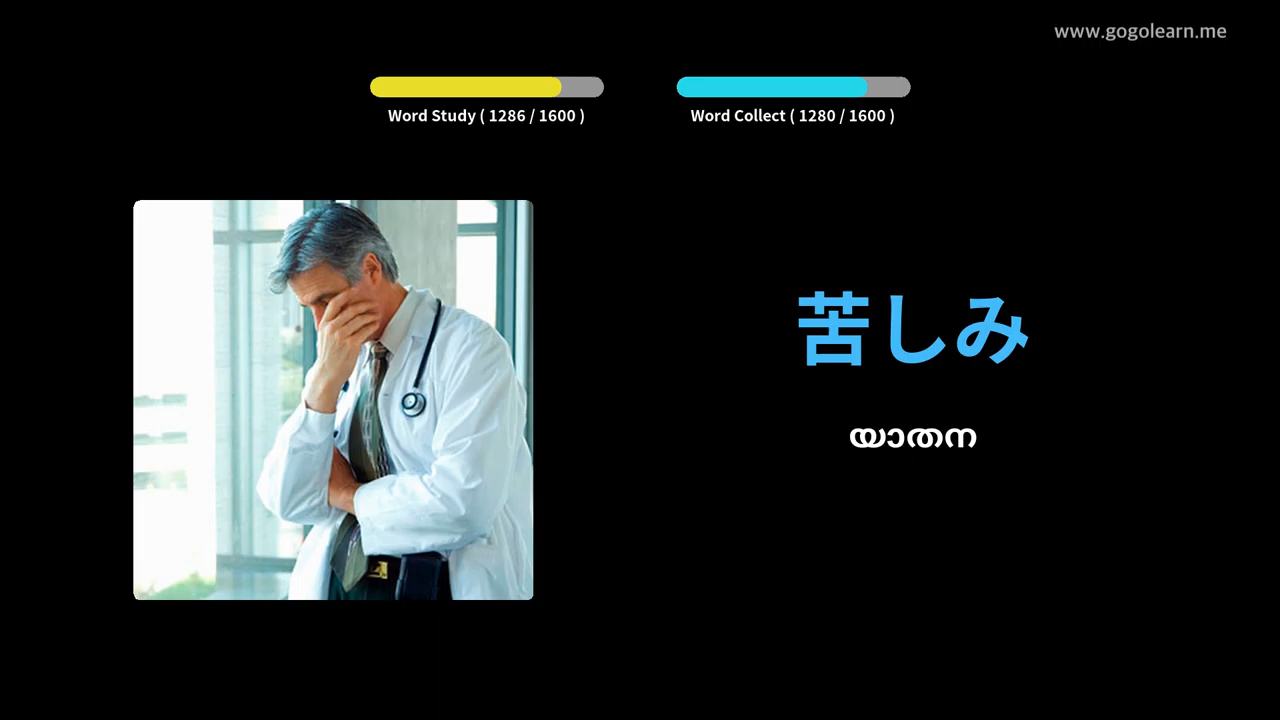 www.gogolearn.me
Word Study ( 1286 / 1600 )
Word Collect ( 1280 / 1600 )
苦しみ
യാതന